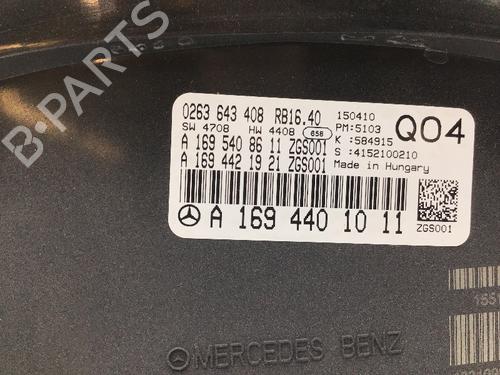 0263 643 408 RB16.40 150410
SW 4708 HW 4408 658 PM:5103 Q04
A 169 540 86 11 ZGS001 K :584915
A 169 442 19 21 ZGS001 S :4152100210
Made in Hungary
A 169 440 10 11
ZGS001
MERCEDES BENZ
B-PARTS